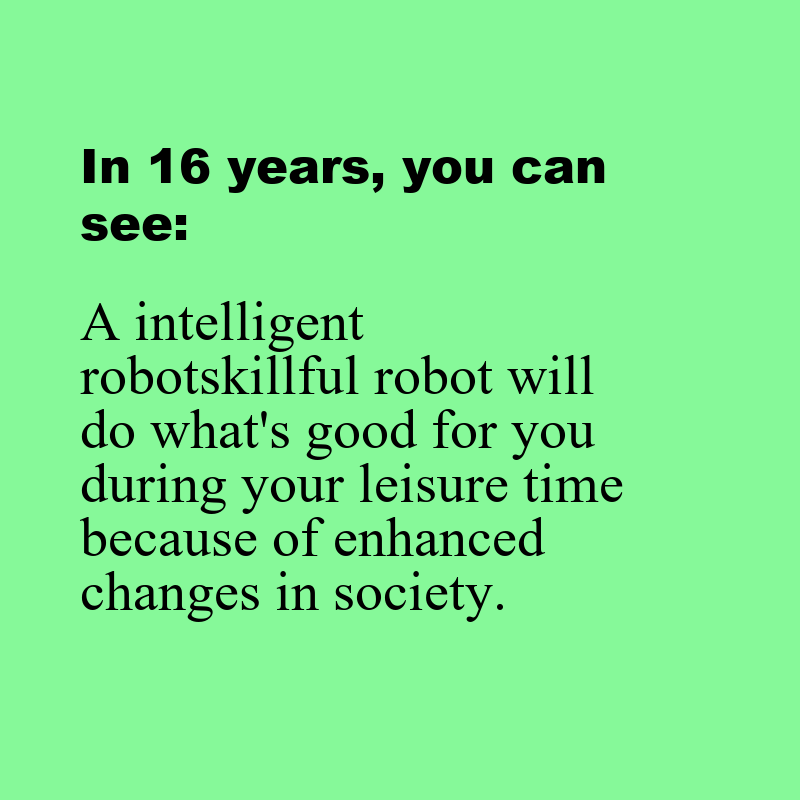 In 16 years, you can
see:
A intelligent
robotskillful robot will
do what's good for you
during your leisure time
because of enhanced
changes in society.